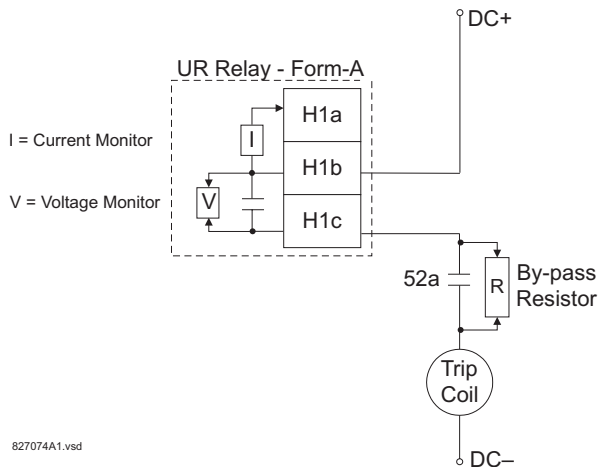 DC+
UR Relay - Form-A
H1a
I = Current Monitor
I
H1b
V = Voltage Monitor
V
H1c
52a
R
By-pass
Resistor
Trip
Coil
827074A1.vsd
DC–